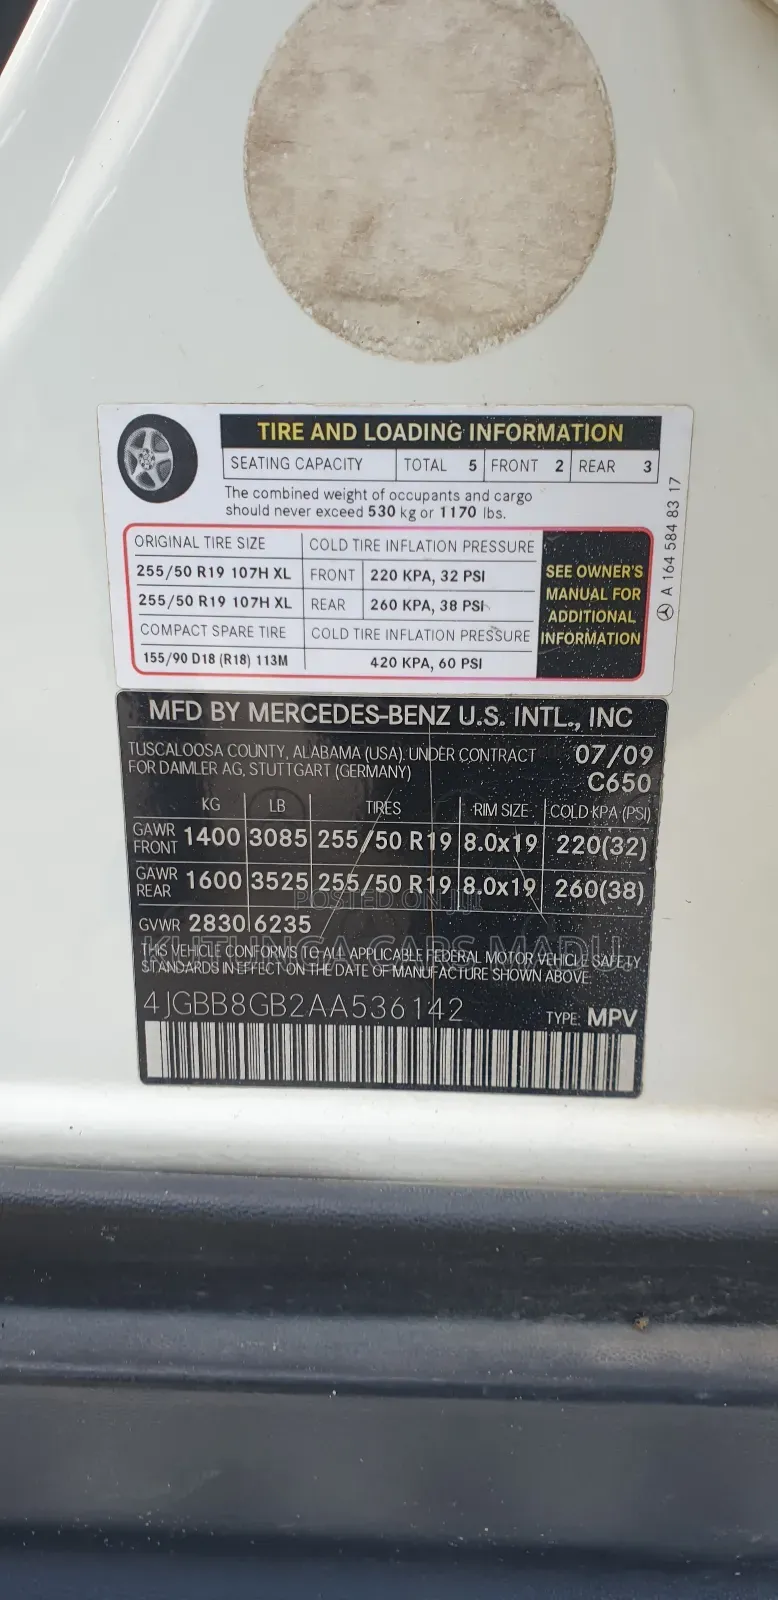 TIRE AND LOADING INFORMATION
SEATING CAPACITY TOTAL 5 FRONT 2 REAR 3
The combined weight of occupants and cargo
should never exceed 530 kg or 1170 lbs.
ORIGINAL TIRE SIZE COLD TIRE INFLATION PRESSURE
255/50 R19 107H XL FRONT 220 KPA, 32 PSI
255/50 R19 107H XL REAR 260 KPA, 38 PSI
COMPACT SPARE TIRE COLD TIRE INFLATION PRESSURE
155/90 D18 (R18) 113M 420 KPA, 60 PSI
SEE OWNER'S
MANUAL FOR
ADDITIONAL
INFORMATION
A 164 584 83 17
MFD BY MERCEDES-BENZ U.S. INTL., INC
TUSCALOOSA COUNTY, ALABAMA (USA) UNDER CONTRACT 07/09
FOR DAIMLER AG, STUTTGART (GERMANY) C650
KG LB TIRES RIM SIZE COLD KPA (PSI)
GAWR FRONT 1400 3085 255/50 R19 8.0x19 220(32)
GAWR REAR 1600 3525 255/50 R19 8.0x19 260(38)
POSTED ON Jiji
GVWR 2830 6235
KUTUNGA CARS MADU.
THIS VEHICLE CONFORMS TO ALL APPLICABLE FEDERAL MOTOR VEHICLE SAFETY
STANDARDS IN EFFECT ON THE DATE OF MANUFACTURE SHOWN ABOVE.
4JGBB8GB2AA536142 TYPE: MPV